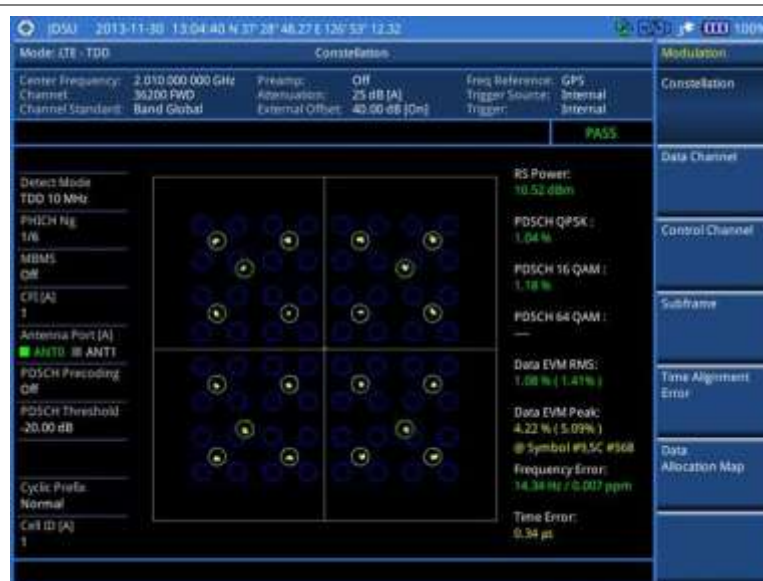 JDSU 2013-11-30 13:04:40 N 37° 28' 48.27 E 126° 53' 12.32 100%
Mode: LTE - TDD Constellation Modulation
Center Frequency: 2.010 000 000 GHz Preamp: Off Freq Reference: GPS
Channel: 36200 FWD Attenuation: 25 dB [A] Trigger Source: Internal
Channel Standard: Band Global External Offset: 40.00 dB [On] Trigger: Internal
PASS
Constellation
Data Channel
Control Channel
Subframe
Time Alignment
Error
Data
Allocation Map
Detect Mode
TDD 10 MHz
PHICH Ng
1/6
MBMS
Off
CFI [A]
1
Antenna Port [A]
ANT0 ANT1
PDSCH Precoding
Off
PDSCH Threshold
-20.00 dB
Cyclic Prefix
Normal
Cell ID [A]
1
RS Power:
10.52 dBm
PDSCH QPSK :
1.04 %
PDSCH 16 QAM :
1.18 %
PDSCH 64 QAM :
—
Data EVM RMS:
1.08 % ( 1.41% )
Data EVM Peak:
4.22 % ( 5.09% )
@ Symbol #9,SC #568
Frequency Error:
14.34 Hz / 0.007 ppm
Time Error:
0.34 µs